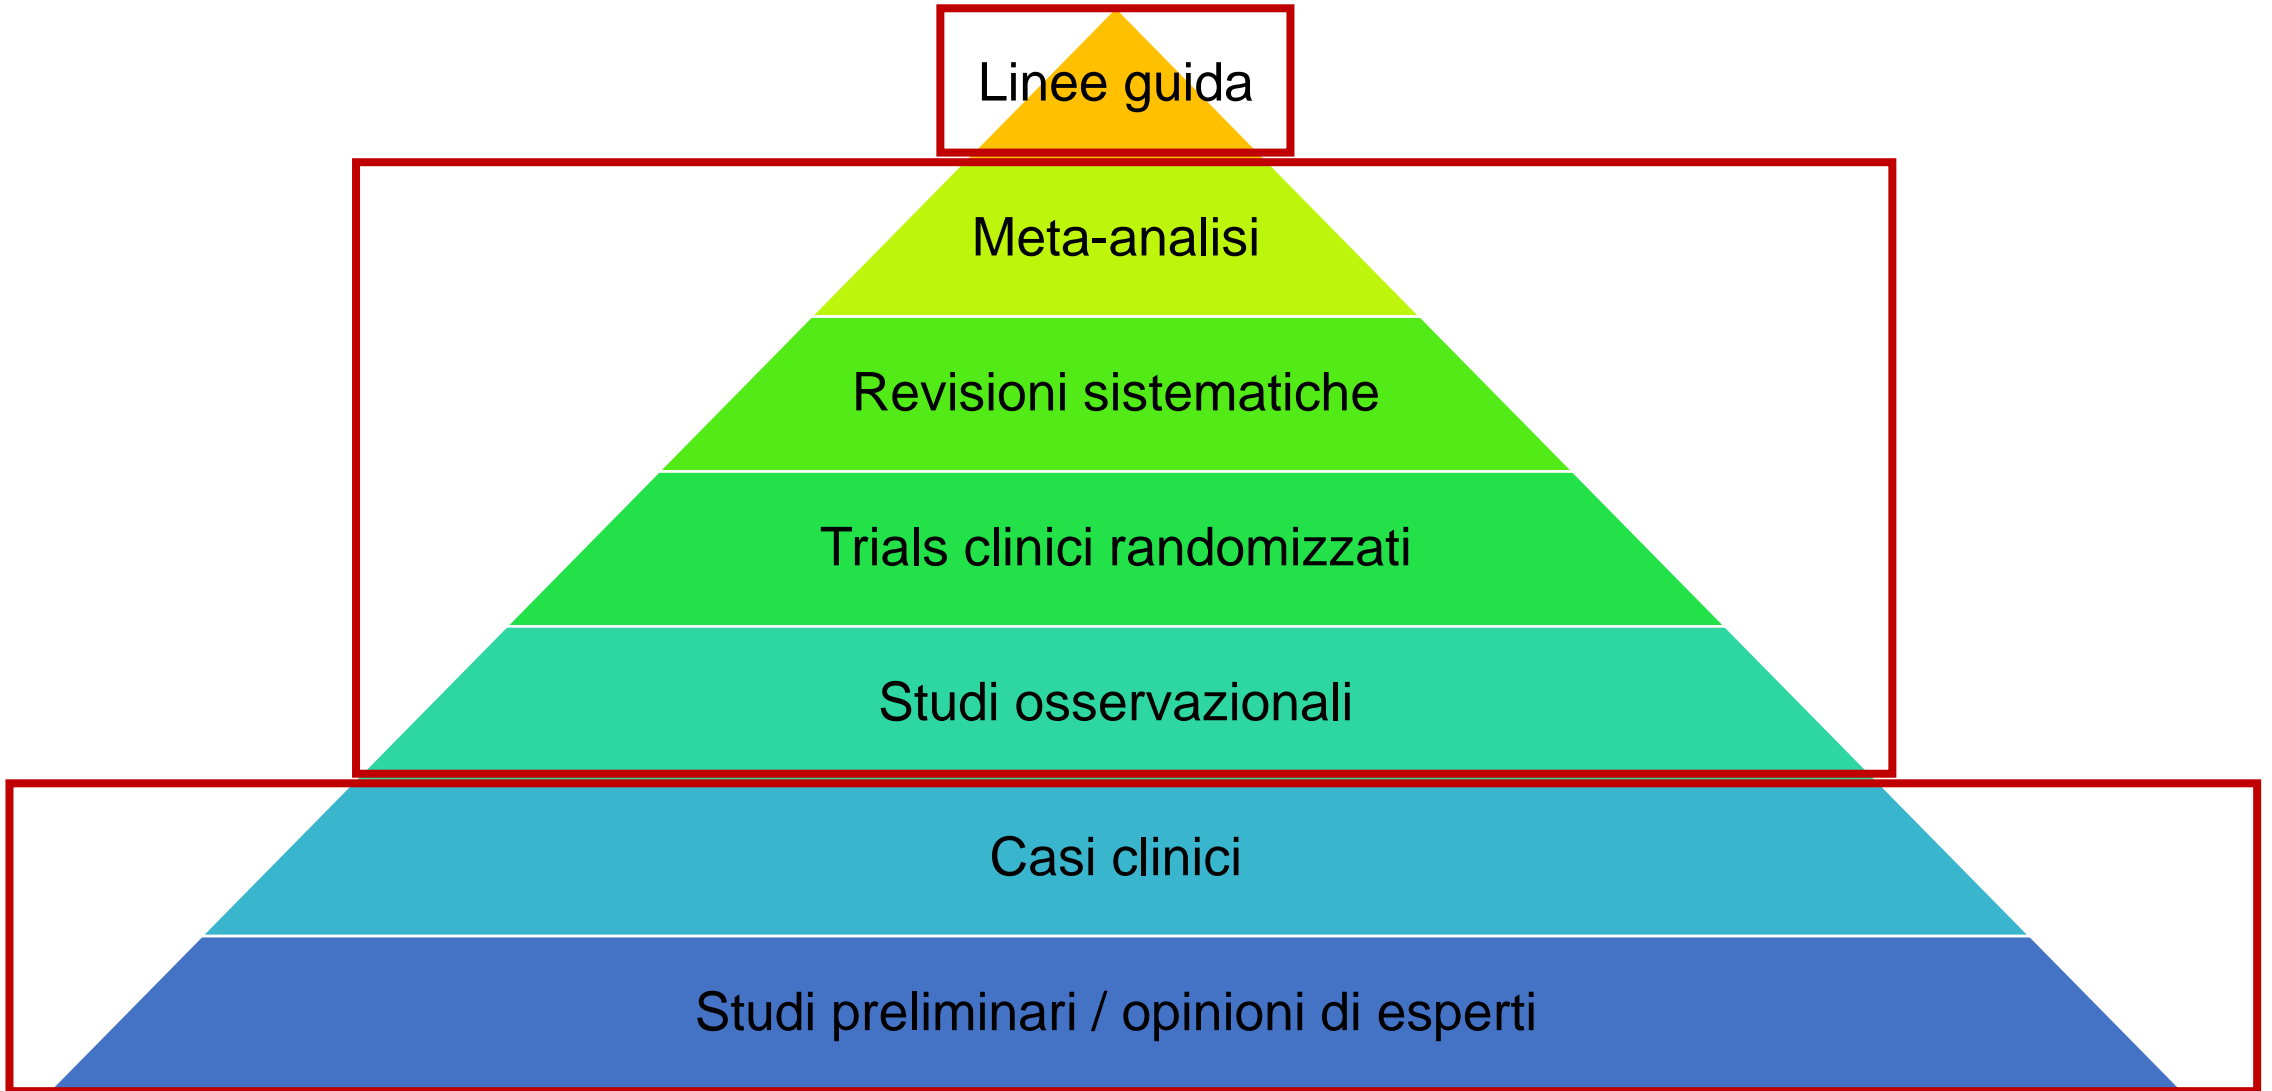 Linee guida
Meta-analisi
Revisioni sistematiche
Trials clinici randomizzati
Studi osservazionali
Casi clinici
Studi preliminari / opinioni di esperti